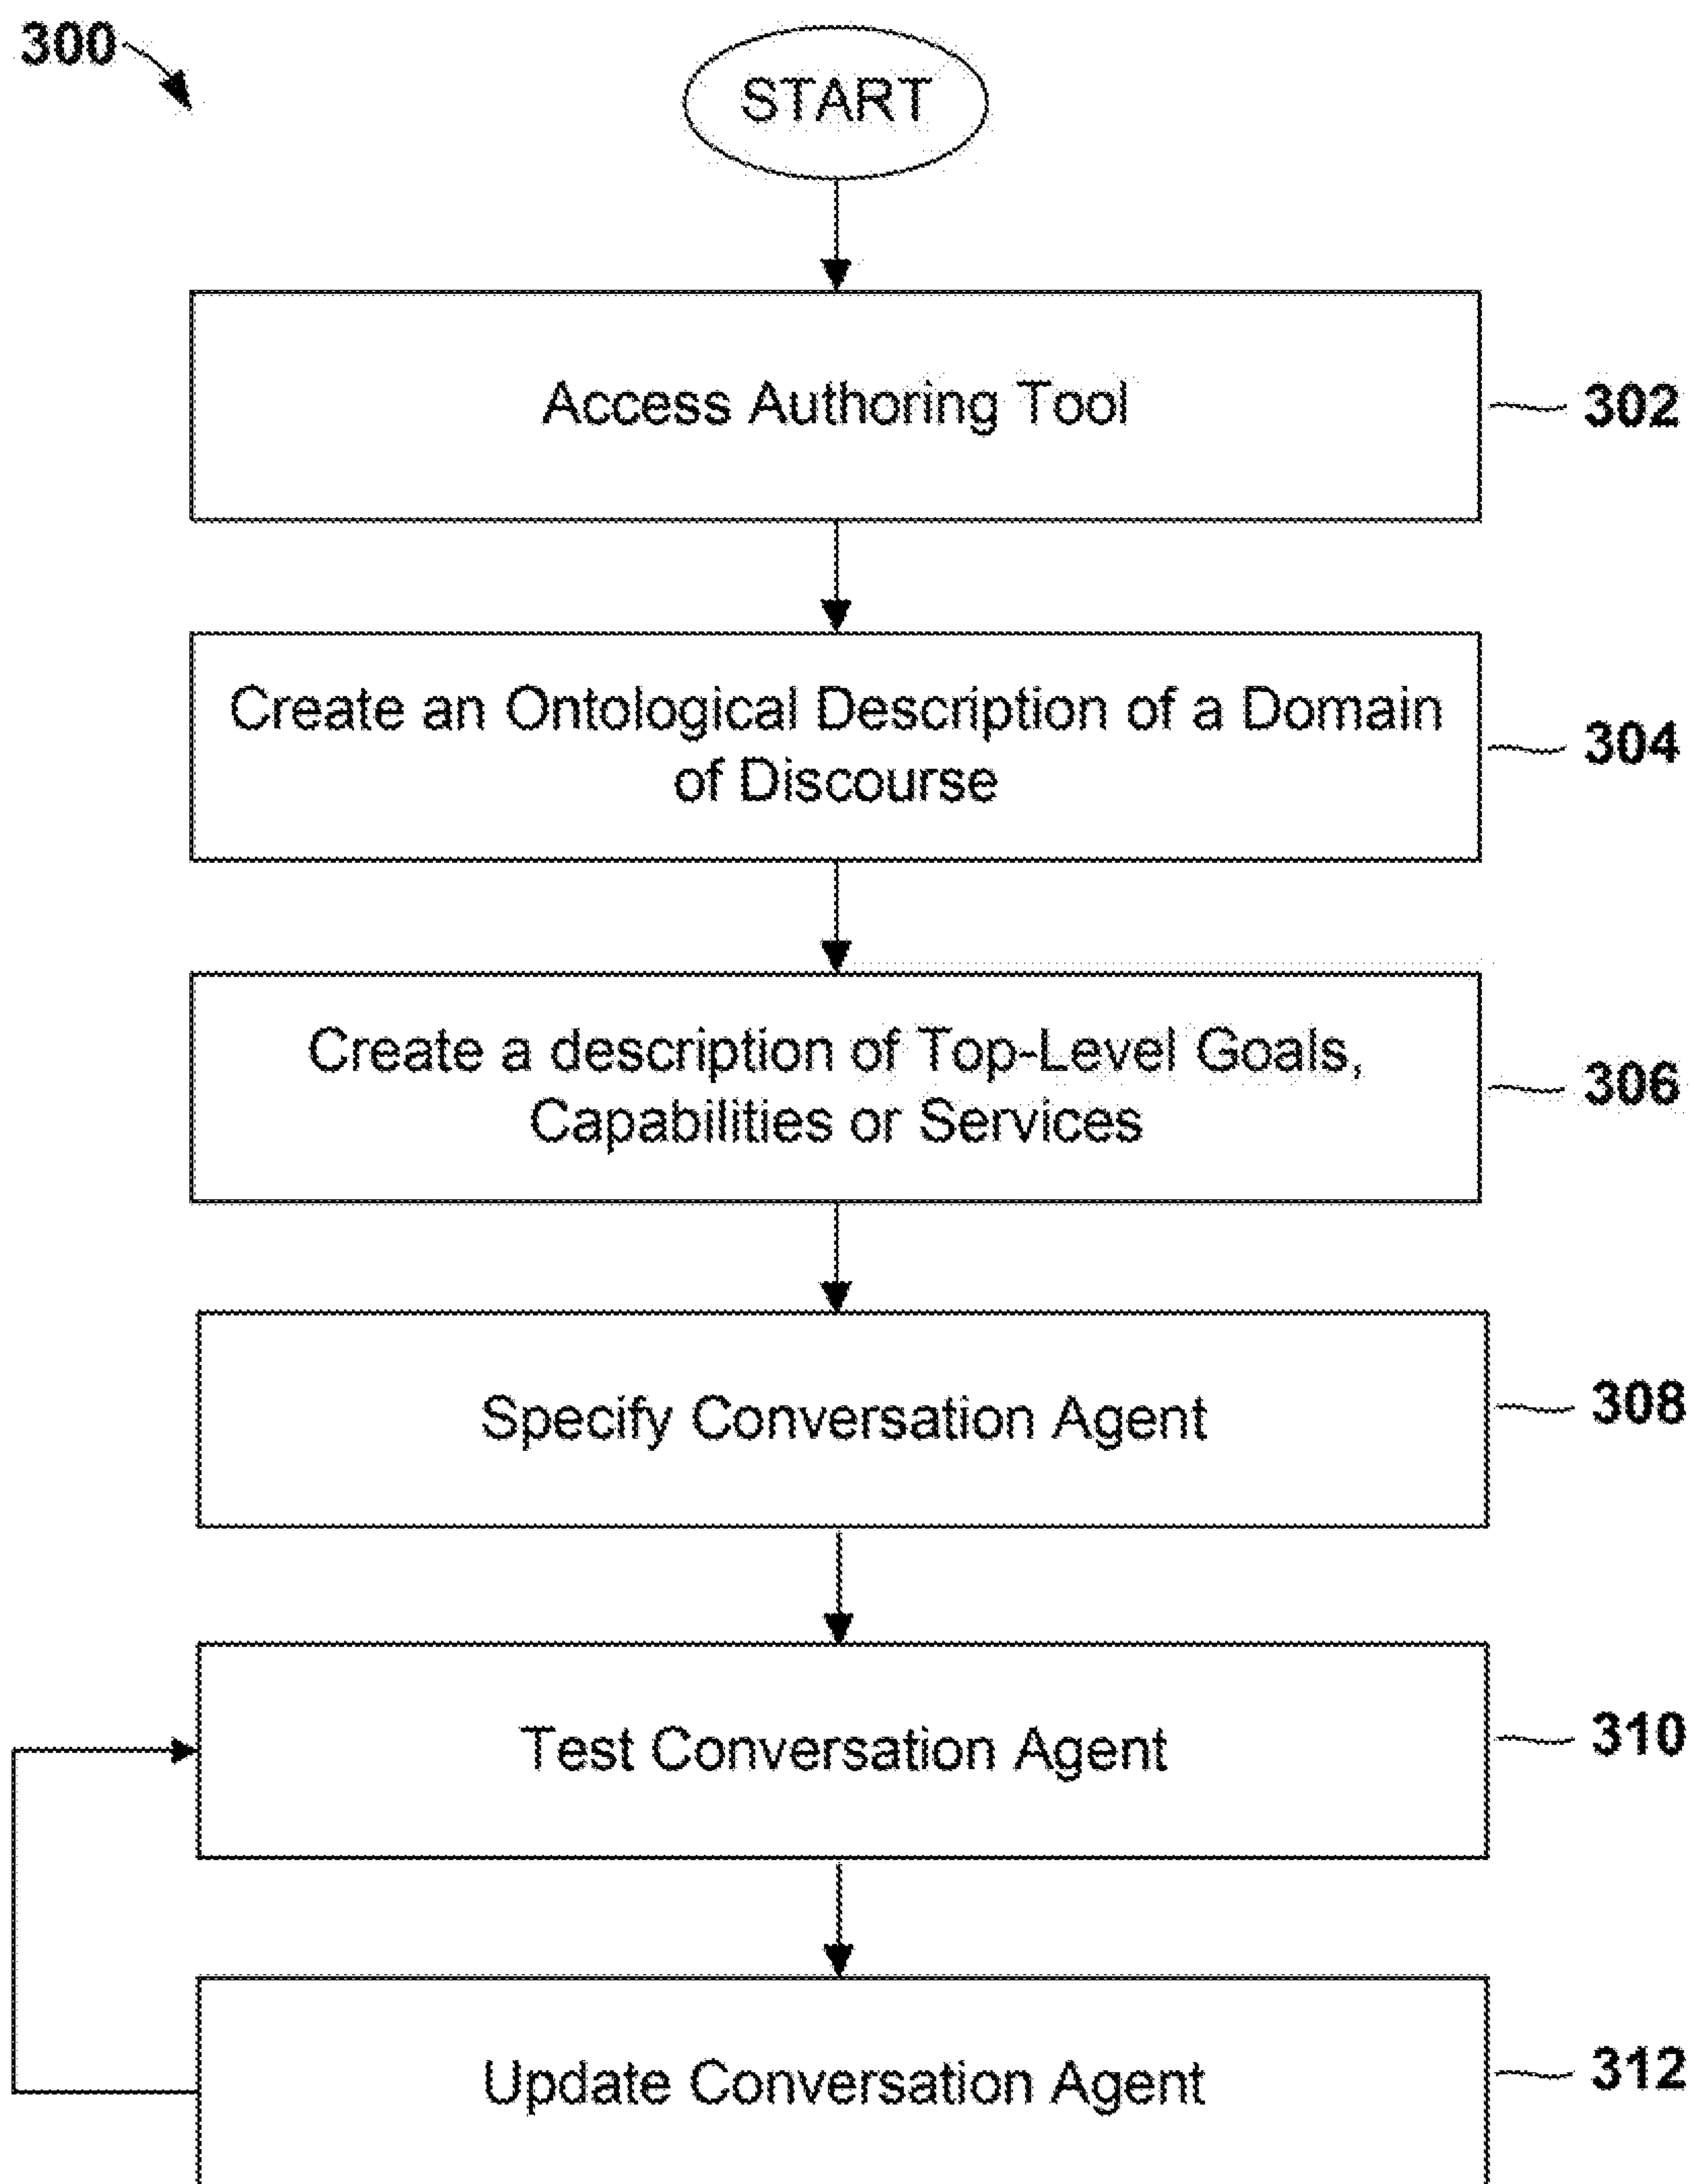 300
START
Access Authoring Tool
302
Create an Ontological Description of a Domain
of Discourse
304
Create a description of Top-Level Goals,
Capabilities or Services
306
Specify Conversation Agent
308
Test Conversation Agent
310
Update Conversation Agent
312